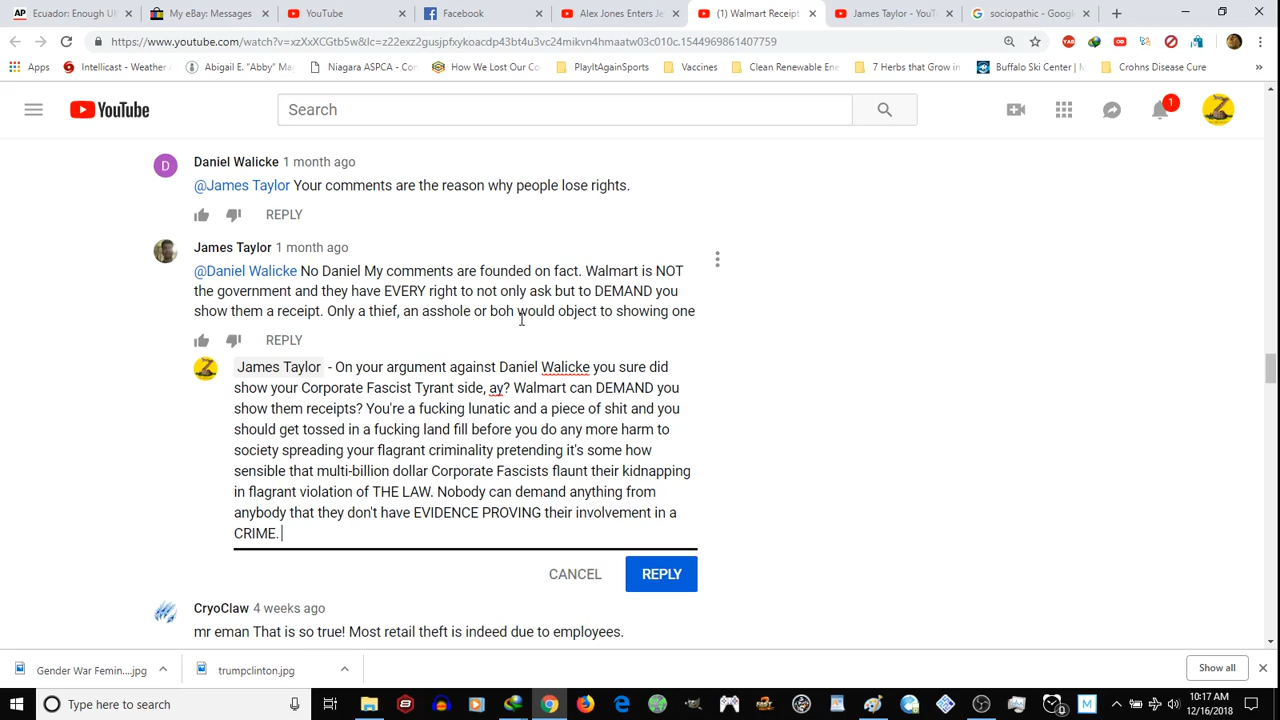 Ecuador: Enough Uk
My eBay: Messages
YouTube
Facebook
Alex Jones Enters Je
(1) Walmart Receipt
James Taylor - YouT
sociopathic - Google
https://www.youtube.com/watch?v=xzXxXCGtb5w&lc=z22exz2gusjpfxykoacdp43bt4u3vc24mikvn4hmaatw03c010c.1544969861407759
Apps
Intellicast - Weather
Abigail E. "Abby" Ma
Niagara ASPCA - Co
How We Lost Our Co
PlayItAgainSports
Vaccines
Clean Renewable Ene
7 Herbs that Grow in
Buffalo Ski Center | M
Crohns Disease Cure
»
YouTube
Search
1
D
Daniel Walicke 1 month ago
@James Taylor Your comments are the reason why people lose rights.
REPLY
James Taylor 1 month ago
@Daniel Walicke No Daniel My comments are founded on fact. Walmart is NOT
the government and they have EVERY right to not only ask but to DEMAND you
show them a receipt. Only a thief, an asshole or boh would object to showing one
REPLY
James Taylor - On your argument against Daniel Walicke you sure did
show your Corporate Fascist Tyrant side, ay? Walmart can DEMAND you
show them receipts? You're a fucking lunatic and a piece of shit and you
should get tossed in a fucking land fill before you do any more harm to
society spreading your flagrant criminality pretending it's some how
sensible that multi-billion dollar Corporate Fascists flaunt their kidnapping
in flagrant violation of THE LAW. Nobody can demand anything from
anybody that they don't have EVIDENCE PROVING their involvement in a
CRIME.
CANCEL
REPLY
CryoClaw 4 weeks ago
mr eman That is so true! Most retail theft is indeed due to employees.
Gender War Femin....jpg
trumpclinton.jpg
Show all
Type here to search
10:17 AM
12/16/2018